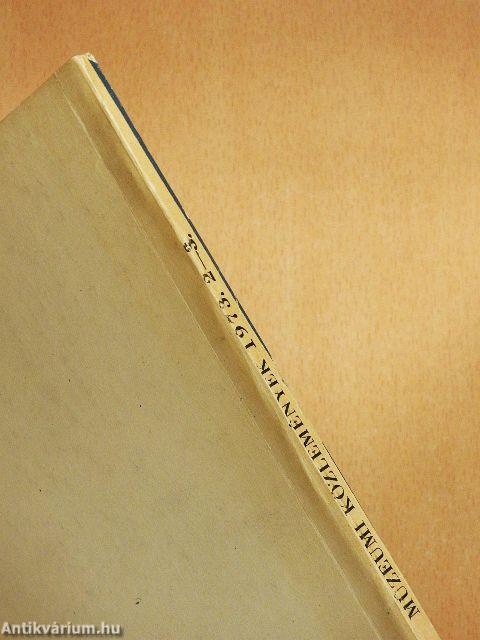 MÚZEUMI KÖZLEMÉNYEK 1973. 2—3.
Antikvárium.hu